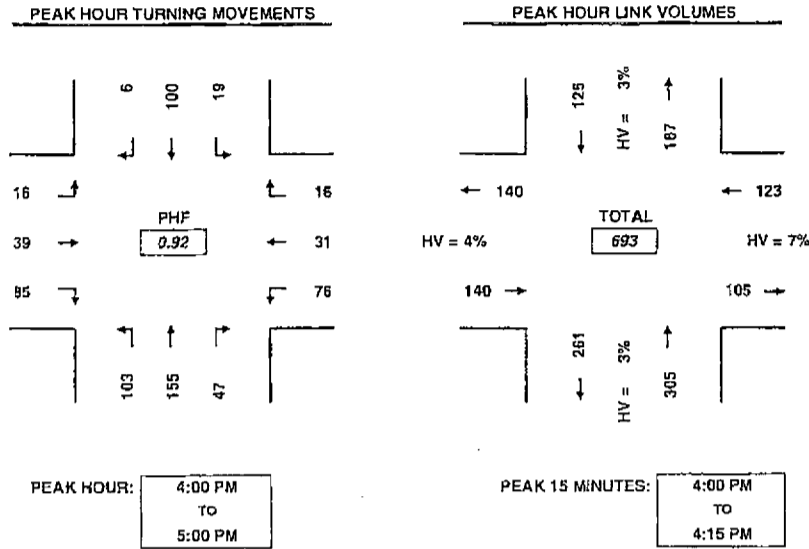 PEAK HOUR TURNING MOVEMENTS
6 100 19
16 16
PHF
39 0.92 31
85 76
103 155 47
PEAK HOUR:
4:00 PM
TO
5:00 PM
PEAK HOUR LINK VOLUMES
125 HV = 3% 187
140 123
TOTAL
HV = 4% 693 HV = 7%
140 105
261 HV = 3% 305
PEAK 15 MINUTES:
4:00 PM
TO
4:15 PM